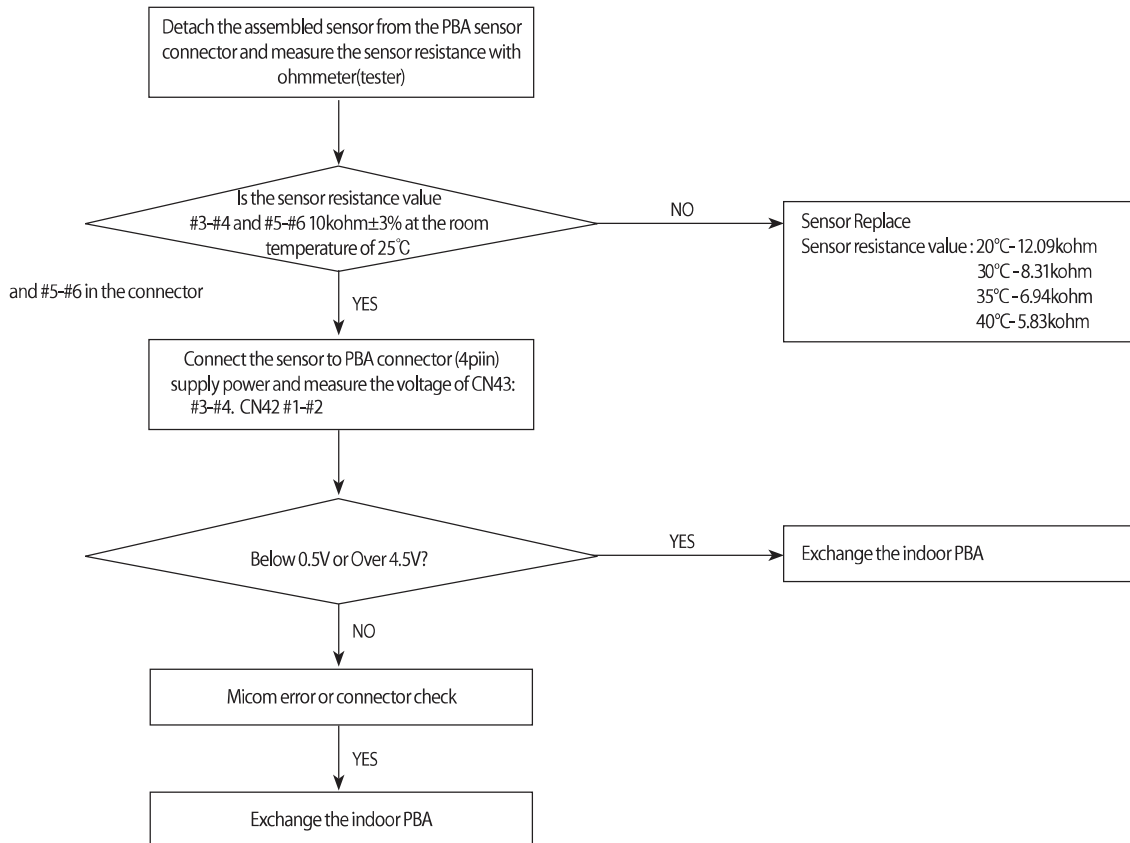 Detach the assembled sensor from the PBA sensor
connector and measure the sensor resistance with
ohmmeter(tester)
Is the sensor resistance value
#3-#4 and #5-#6 10kohm±3% at the room
temperature of 25℃
NO
Sensor Replace
Sensor resistance value : 20°C- 12.09kohm
30°C - 8.31kohm
35°C - 6.94kohm
40°C - 5.83kohm
and #5-#6 in the connector
YES
Connect the sensor to PBA connector (4piin)
supply power and measure the voltage of CN43:
#3-#4. CN42 #1-#2
Below 0.5V or Over 4.5V?
YES
Exchange the indoor PBA
NO
Micom error or connector check
YES
Exchange the indoor PBA